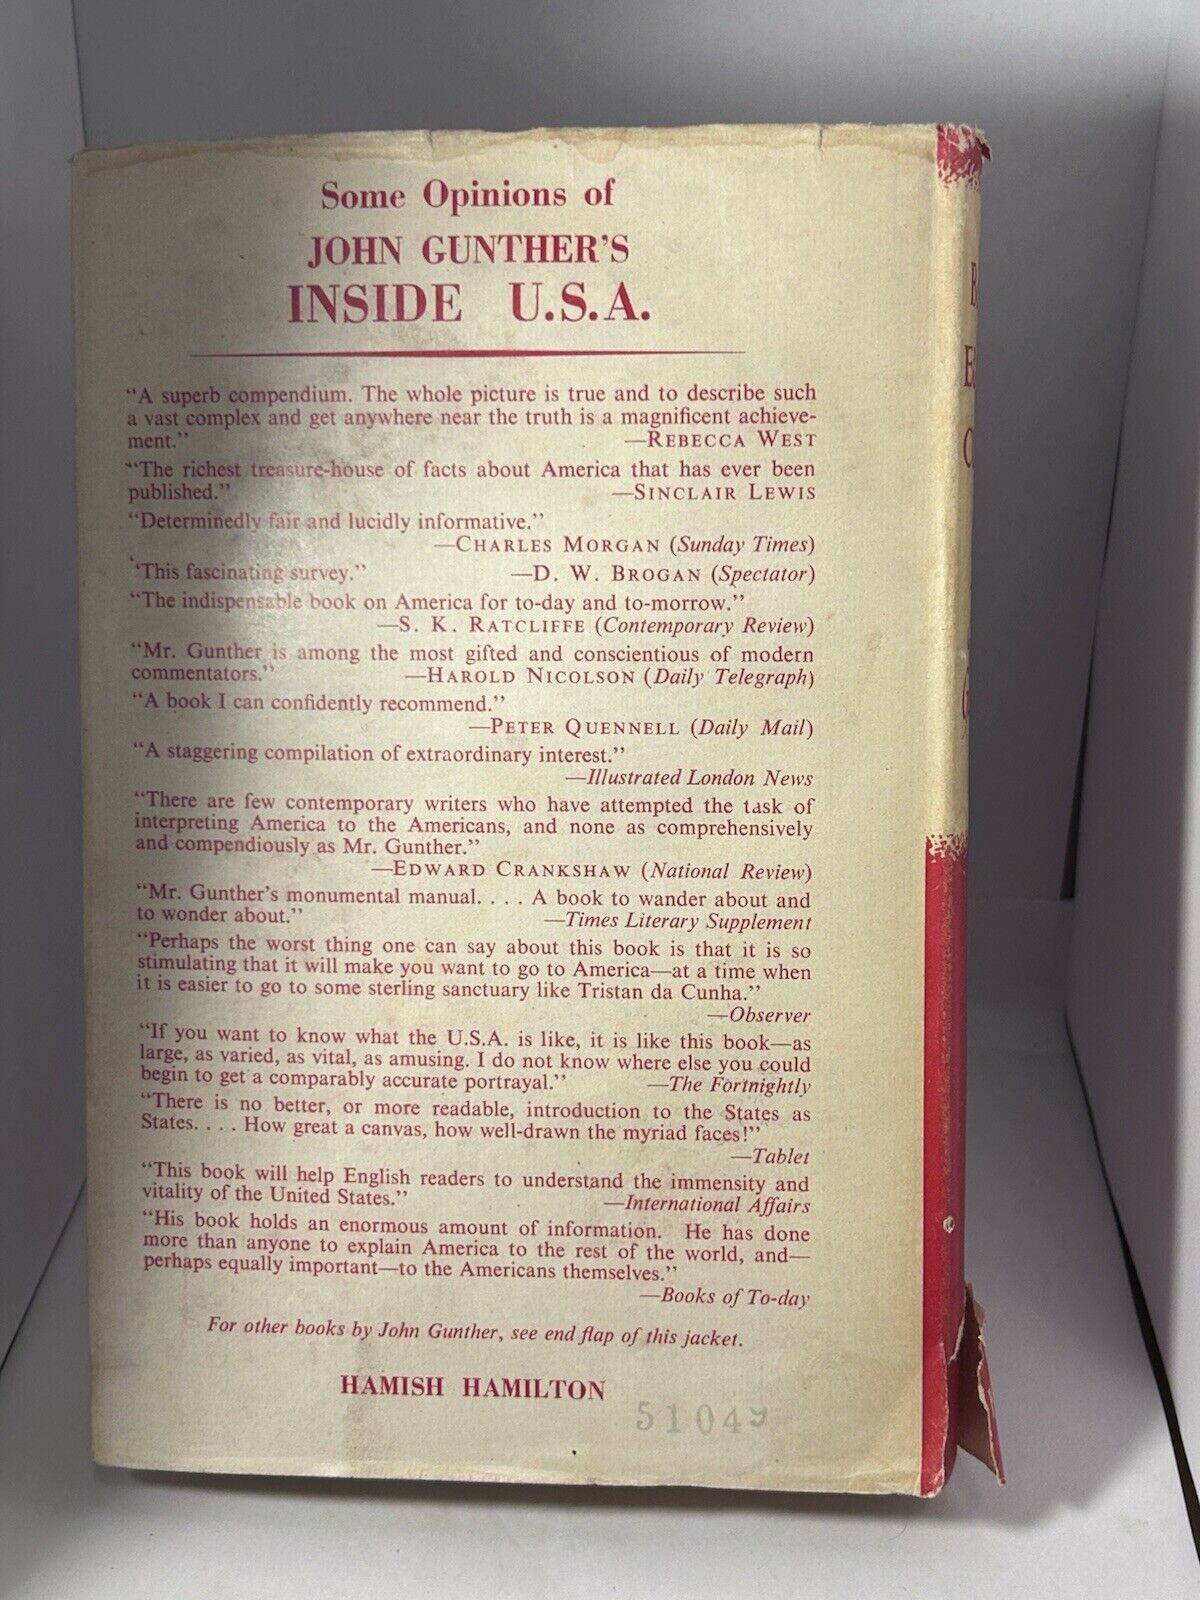 Some Opinions of
JOHN GUNTHER'S
INSIDE U.S.A.
"A superb compendium. The whole picture is true and to describe such
a vast complex and get anywhere near the truth is a magnificent achieve-
ment." —REBECCA WEST
"The richest treasure-house of facts about America that has ever been
published." —SINCLAIR LEWIS
"Determinedly fair and lucidly informative."
—CHARLES MORGAN (Sunday Times)
'This fascinating survey." —D. W. BROGAN (Spectator)
"The indispensable book on America for to-day and to-morrow."
—S. K. RATCLIFFE (Contemporary Review)
"Mr. Gunther is among the most gifted and conscientious of modern
commentators." —HAROLD NICOLSON (Daily Telegraph)
"A book I can confidently recommend."
—PETER QUENNELL (Daily Mail)
"A staggering compilation of extraordinary interest."
—Illustrated London News
"There are few contemporary writers who have attempted the task of
interpreting America to the Americans, and none as comprehensively
and compendiously as Mr. Gunther."
—EDWARD CRANKSHAW (National Review)
"Mr. Gunther's monumental manual. . . . A book to wander about and
to wonder about." —Times Literary Supplement
"Perhaps the worst thing one can say about this book is that it is so
stimulating that it will make you want to go to America—at a time when
it is easier to go to some sterling sanctuary like Tristan da Cunha."
—Observer
"If you want to know what the U.S.A. is like, it is like this book—as
large, as varied, as vital, as amusing. I do not know where else you could
begin to get a comparably accurate portrayal." —The Fortnightly
"There is no better, or more readable, introduction to the States as
States. . . . How great a canvas, how well-drawn the myriad faces!"
—Tablet
"This book will help English readers to understand the immensity and
vitality of the United States." —International Affairs
"His book holds an enormous amount of information. He has done
more than anyone to explain America to the rest of the world, and—
perhaps equally important—to the Americans themselves."
—Books of To-day
For other books by John Gunther, see end flap of this jacket.
HAMISH HAMILTON